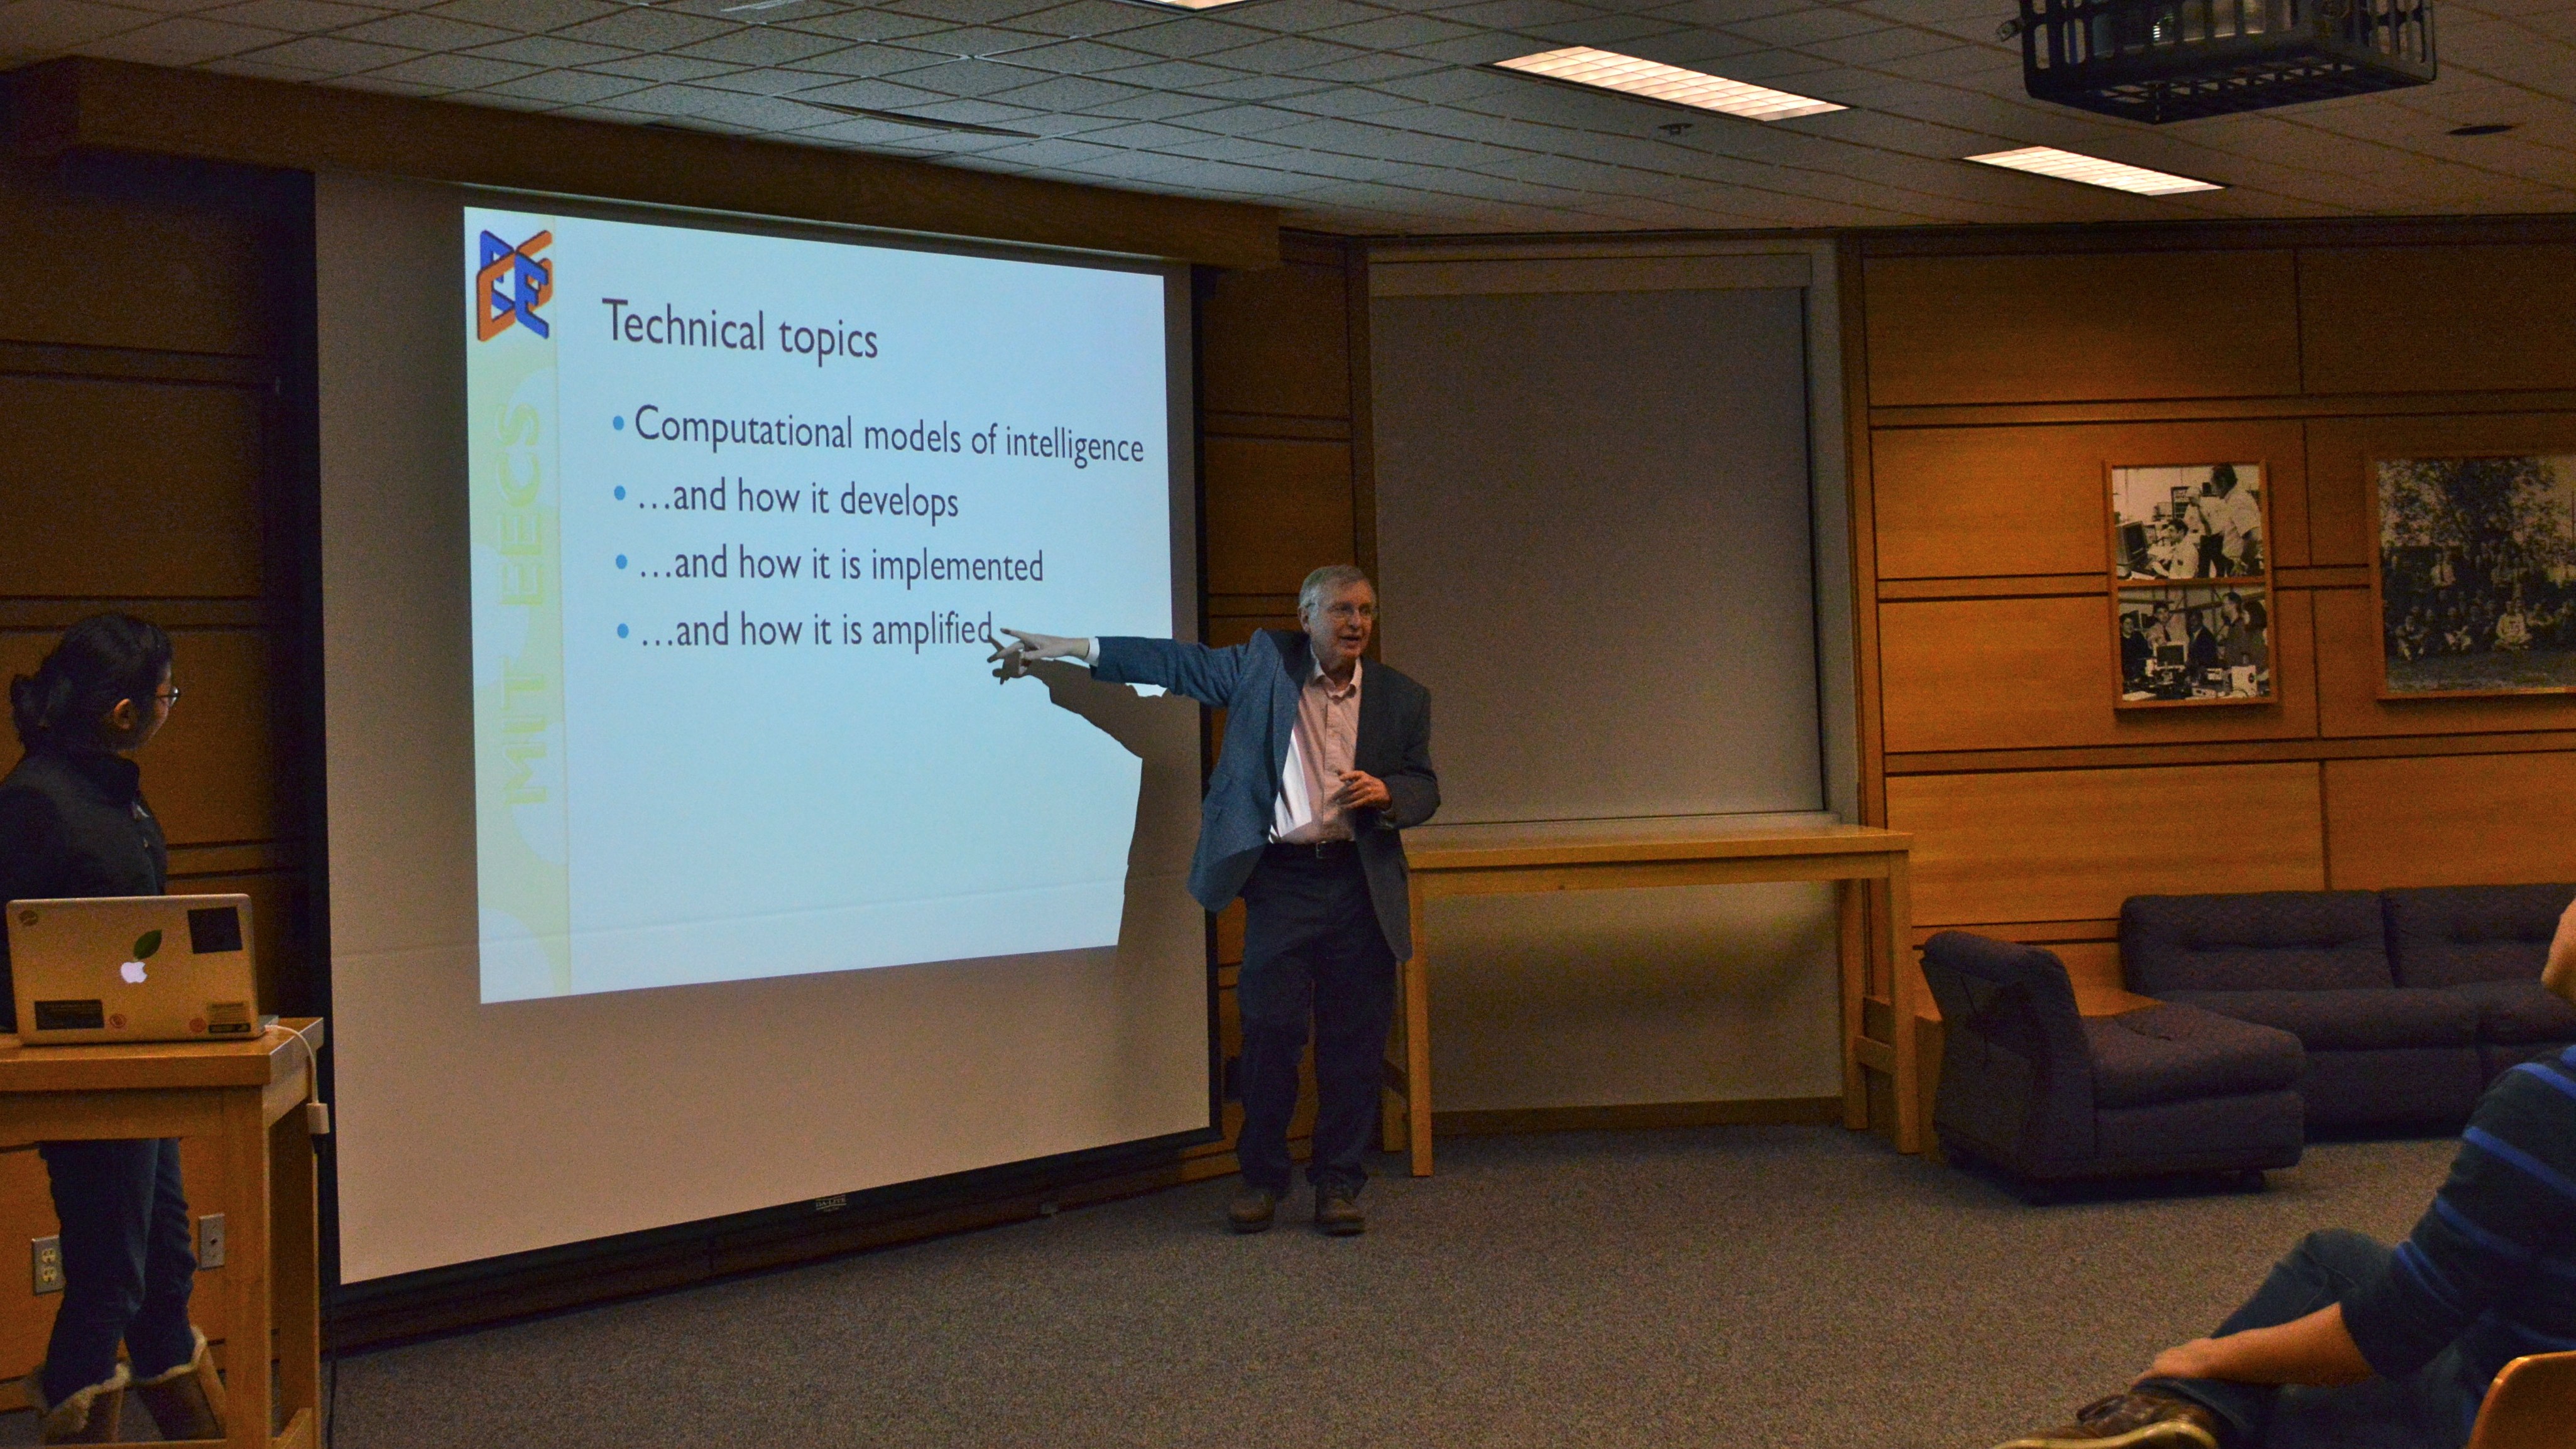 Technical topics
• Computational models of intelligence
• …and how it develops
• …and how it is implemented
• …and how it is amplified
MIT EECS